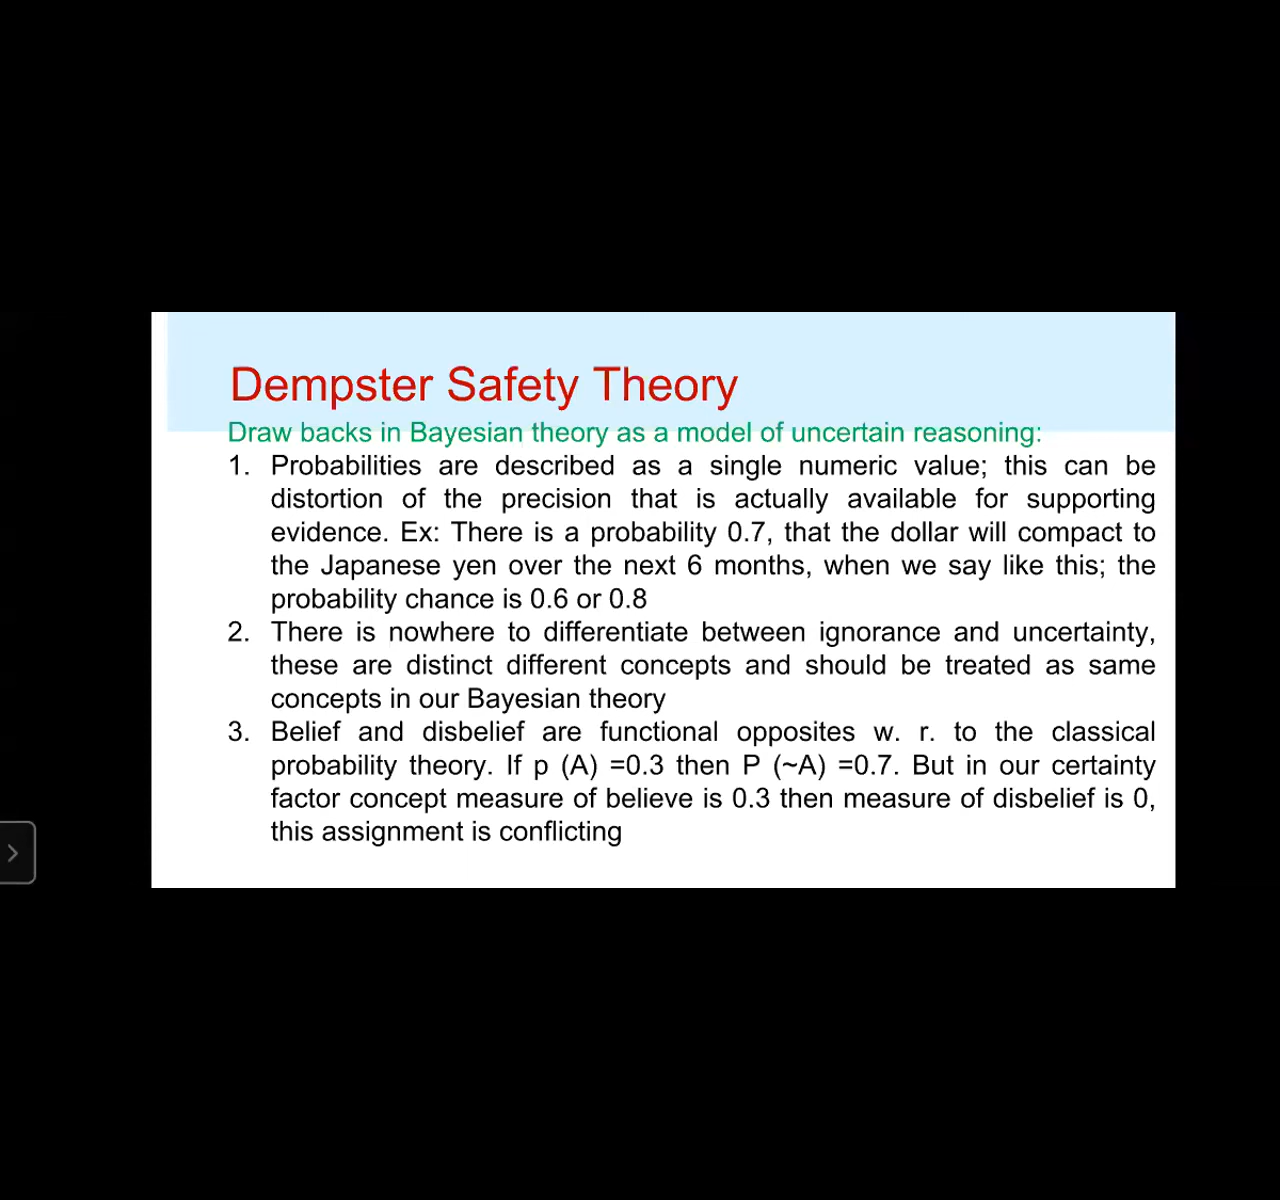 Dempster Safety Theory
Draw backs in Bayesian theory as a model of uncertain reasoning:
1. Probabilities are described as a single numeric value; this can be
distortion of the precision that is actually available for supporting
evidence. Ex: There is a probability 0.7, that the dollar will compact to
the Japanese yen over the next 6 months, when we say like this; the
probability chance is 0.6 or 0.8
2. There is nowhere to differentiate between ignorance and uncertainty,
these are distinct different concepts and should be treated as same
concepts in our Bayesian theory
3. Belief and disbelief are functional opposites w. r. to the classical
probability theory. If p (A) =0.3 then P (~A) =0.7. But in our certainty
factor concept measure of believe is 0.3 then measure of disbelief is 0,
this assignment is conflicting